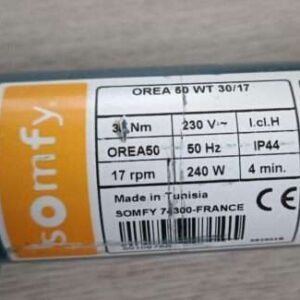 somfy.
OREA 50 WT 30/17
Nm 230 V~ I.cl.H
OREA50 50 Hz IP44
17 rpm 240 W 4 min.
Made in Tunisia
SOMFY 74300-FRANCE
CE